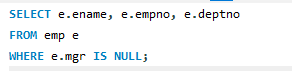 SELECT e.ename, e.empno, e.deptno
FROM emp e
WHERE e.mgr IS NULL;